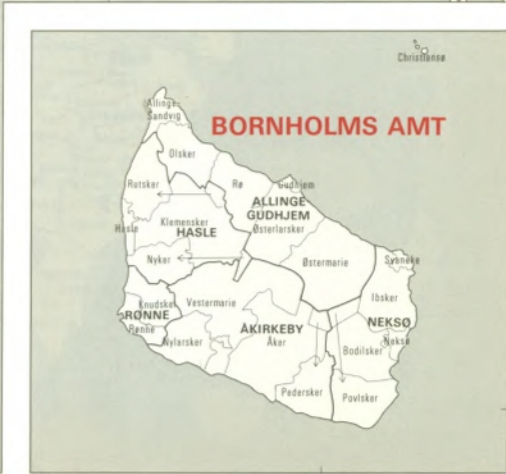 Christiansø
BORNHOLMS AMT
Allinge-
Sandvig
Olsker
Rutsker
Rø
Gudhjem
ALLINGE
GUDHJEM
Klemensker
Hasle
HASLE
Østerlarsker
Nyker
Østermarie
Svaneke
Ibsker
Knudsker
Vestermarie
RØNNE
Rønne
ÅKIRKEBY
Åker
NEKSØ
Neksø
Nylarsker
Bodilsker
Pedersker
Povlsker